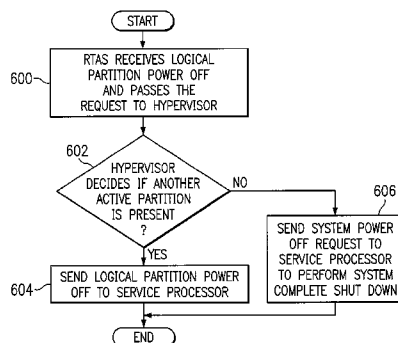 START
600
RTAS RECEIVES LOGICAL
PARTITION POWER OFF
AND PASSES THE
REQUEST TO HYPERVISOR
602
HYPERVISOR
DECIDES IF ANOTHER
ACTIVE PARTITION
IS PRESENT
?
NO
YES
606
SEND SYSTEM POWER
OFF REQUEST TO
SERVICE PROCESSOR
TO PERFORM SYSTEM
COMPLETE SHUT DOWN
604
SEND LOGICAL PARTITION POWER
OFF TO SERVICE PROCESSOR
END